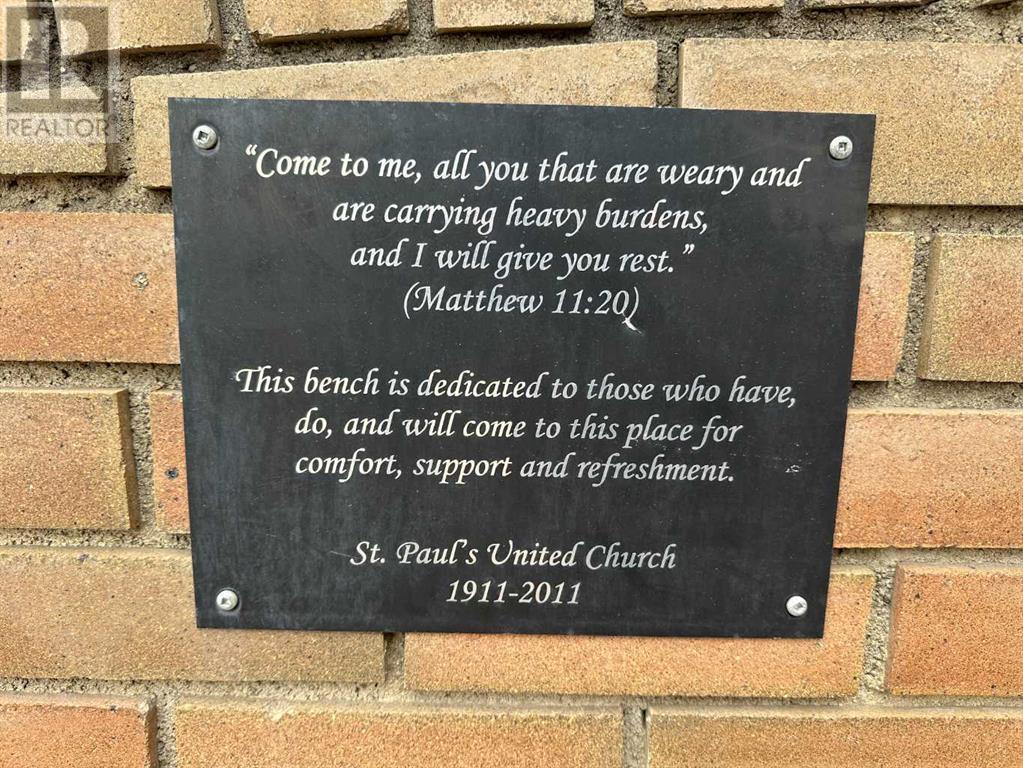 REALTOR
“Come to me, all you that are weary and
are carrying heavy burdens,
and I will give you rest.”
(Matthew 11:20)
This bench is dedicated to those who have,
do, and will come to this place for
comfort, support and refreshment.
St. Paul's United Church
1911-2011